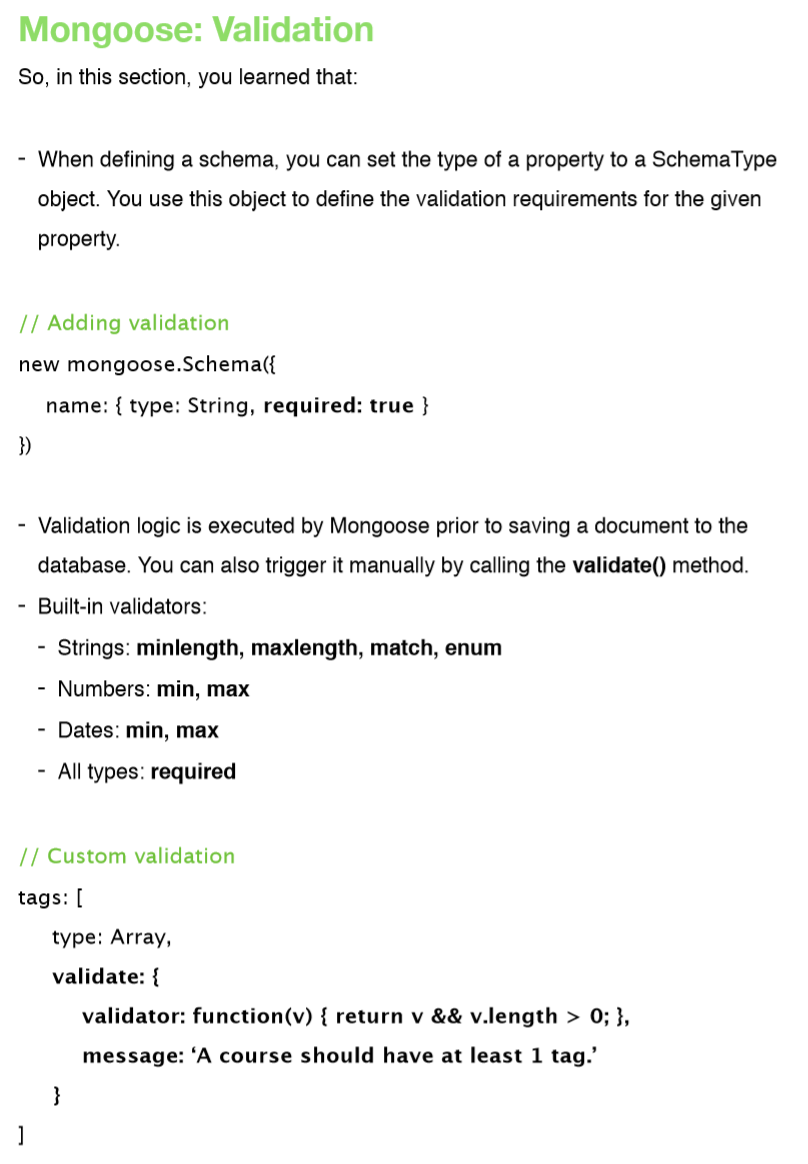 Mongoose: Validation
So, in this section, you learned that:
- When defining a schema, you can set the type of a property to a SchemaType
object. You use this object to define the validation requirements for the given
property.
// Adding validation
new mongoose.Schema({
name: { type: String, required: true }
})
- Validation logic is executed by Mongoose prior to saving a document to the
database. You can also trigger it manually by calling the validate() method.
- Built-in validators:
- Strings: minlength, maxlength, match, enum
- Numbers: min, max
- Dates: min, max
- All types: required
// Custom validation
tags: [
type: Array,
validate: {
validator: function(v) { return v && v.length > 0; },
message: ‘A course should have at least 1 tag.’
}
]